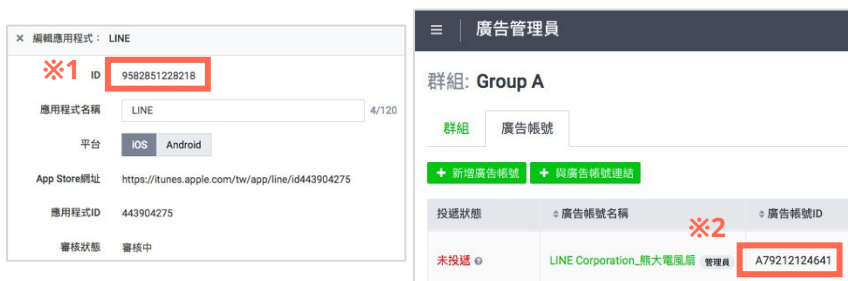 × 編輯應用程式： LINE
※1 ID 9582851228218
應用程式名稱 LINE 4/120
平台 iOS Android
App Store網址 https://itunes.apple.com/tw/app/line/id443904275
應用程式ID 443904275
審核狀態 審核中
廣告管理員
群組: Group A
群組 廣告帳號
+ 新增廣告帳號 + 與廣告帳號連結
投遞狀態 廣告帳號名稱 廣告帳號ID
※2
未投遞 LINE Corporation_熊大電風扇 管理員 A79212124641